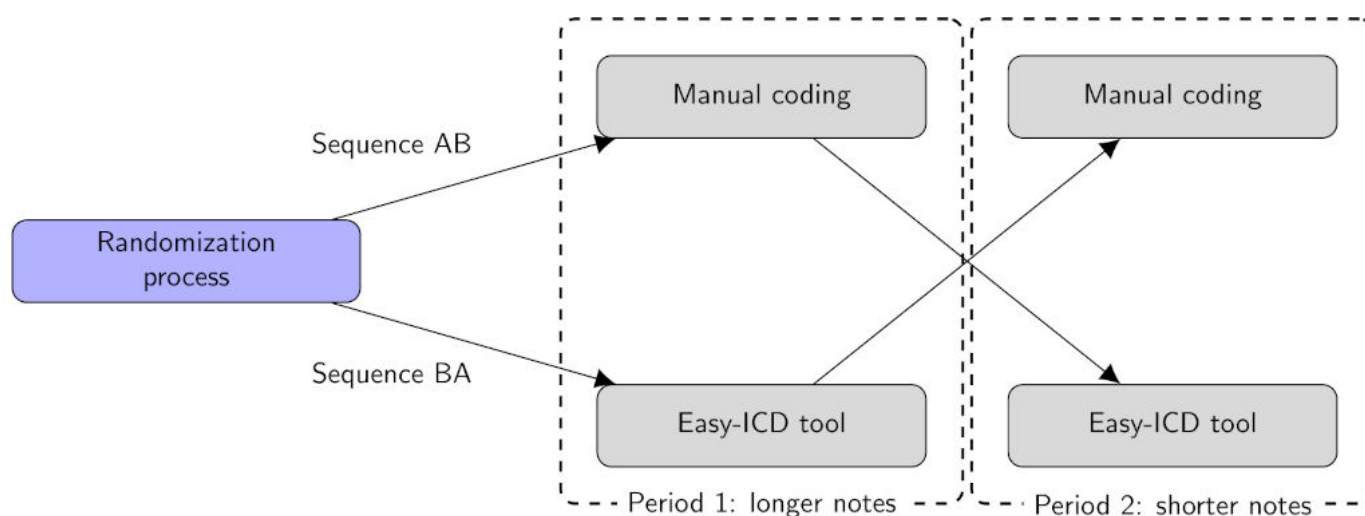 Sequence AB
Randomization
process
Sequence BA
Manual coding
Easy-ICD tool
Period 1: longer notes
Manual coding
Easy-ICD tool
Period 2: shorter notes